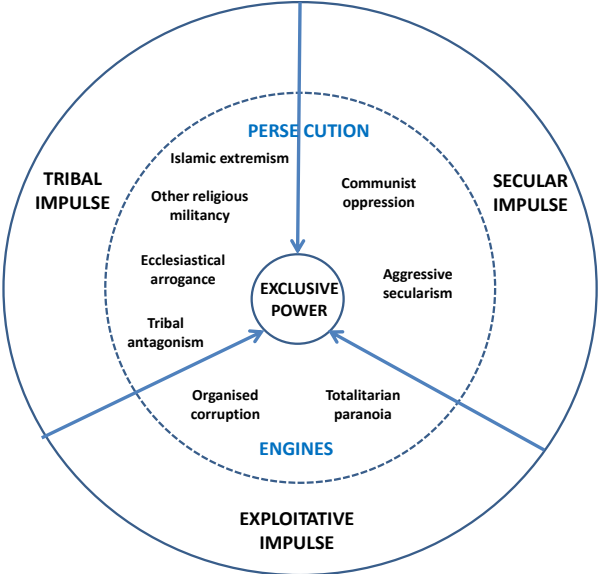 PERSECUTION
Islamic extremism
TRIBAL
IMPULSE
Other religious
militancy
Communist
oppression
SECULAR
IMPULSE
Ecclesiastical
arrogance
EXCLUSIVE
POWER
Aggressive
secularism
Tribal
antagonism
Organised
corruption
Totalitarian
paranoia
ENGINES
EXPLOITATIVE
IMPULSE